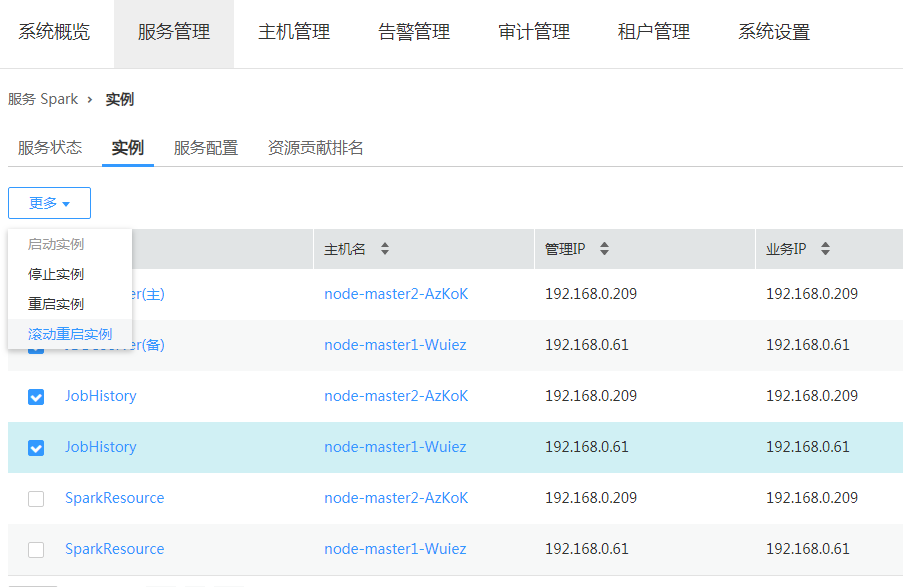 系统概览 服务管理 主机管理 告警管理 审计管理 租户管理 系统设置
服务 Spark › 实例
服务状态 实例 服务配置 资源贡献排名
更多
启动实例
停止实例
重启实例
滚动重启实例
主机名 管理IP 业务IP
er(主) node-master2-AzKoK 192.168.0.209 192.168.0.209
er(备) node-master1-Wuiez 192.168.0.61 192.168.0.61
JobHistory node-master2-AzKoK 192.168.0.209 192.168.0.209
JobHistory node-master1-Wuiez 192.168.0.61 192.168.0.61
SparkResource node-master2-AzKoK 192.168.0.209 192.168.0.209
SparkResource node-master1-Wuiez 192.168.0.61 192.168.0.61